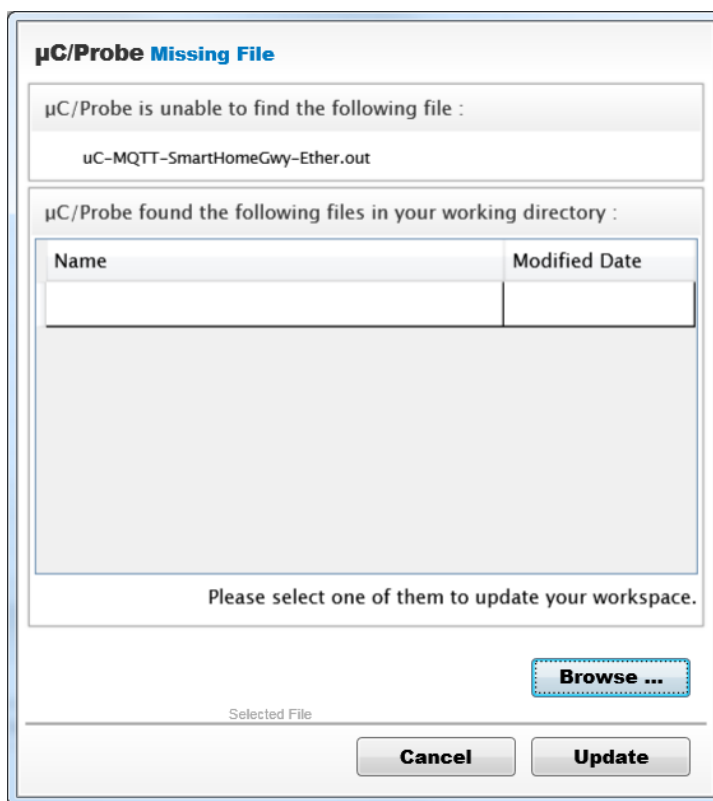 µC/Probe Missing File
µC/Probe is unable to find the following file :
uC-MQTT-SmartHomeGwy-Ether.out
µC/Probe found the following files in your working directory :
Name Modified Date
Please select one of them to update your workspace.
Browse ...
Selected File
Cancel Update